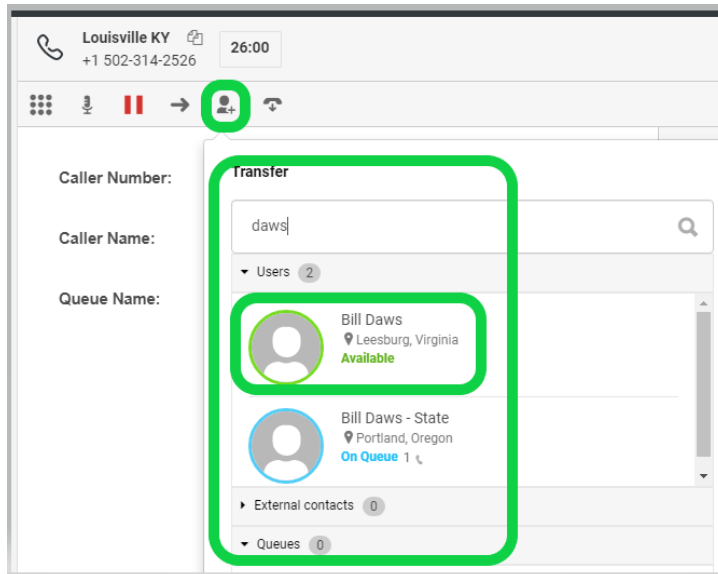 Louisville KY
+1 502-314-2526
26:00
Transfer
Caller Number:
daws
Caller Name:
Users 2
Queue Name:
Bill Daws
Leesburg, Virginia
Available
Bill Daws - State
Portland, Oregon
On Queue 1
External contacts 0
Queues 0